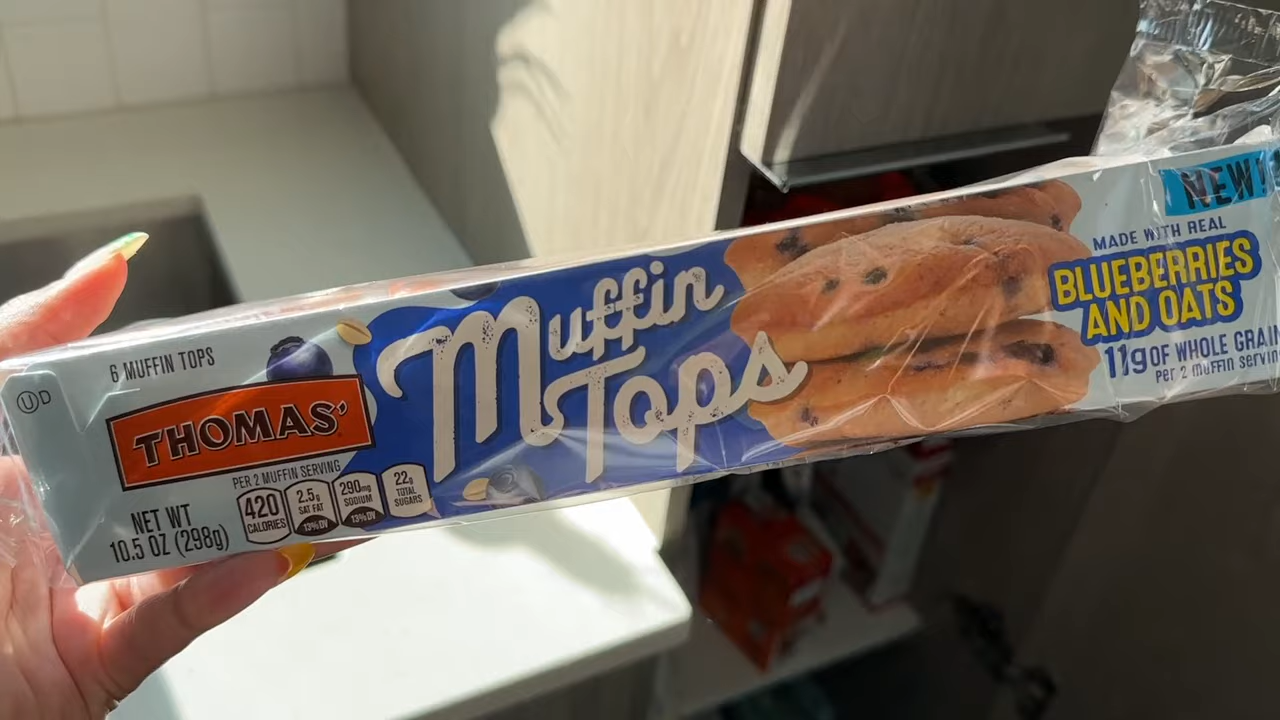 6 MUFFIN TOPS
U D
THOMAS'
PER 2 MUFFIN SERVING
420 CALORIES
2.5g SAT FAT 13% DV
290mg SODIUM 13% DV
22g TOTAL SUGARS
NET WT
10.5 OZ (298g)
Muffin
Tops
NEW!
MADE WITH REAL
BLUEBERRIES
AND OATS
11g OF WHOLE GRAIN
PER 2 MUFFIN SERVIN